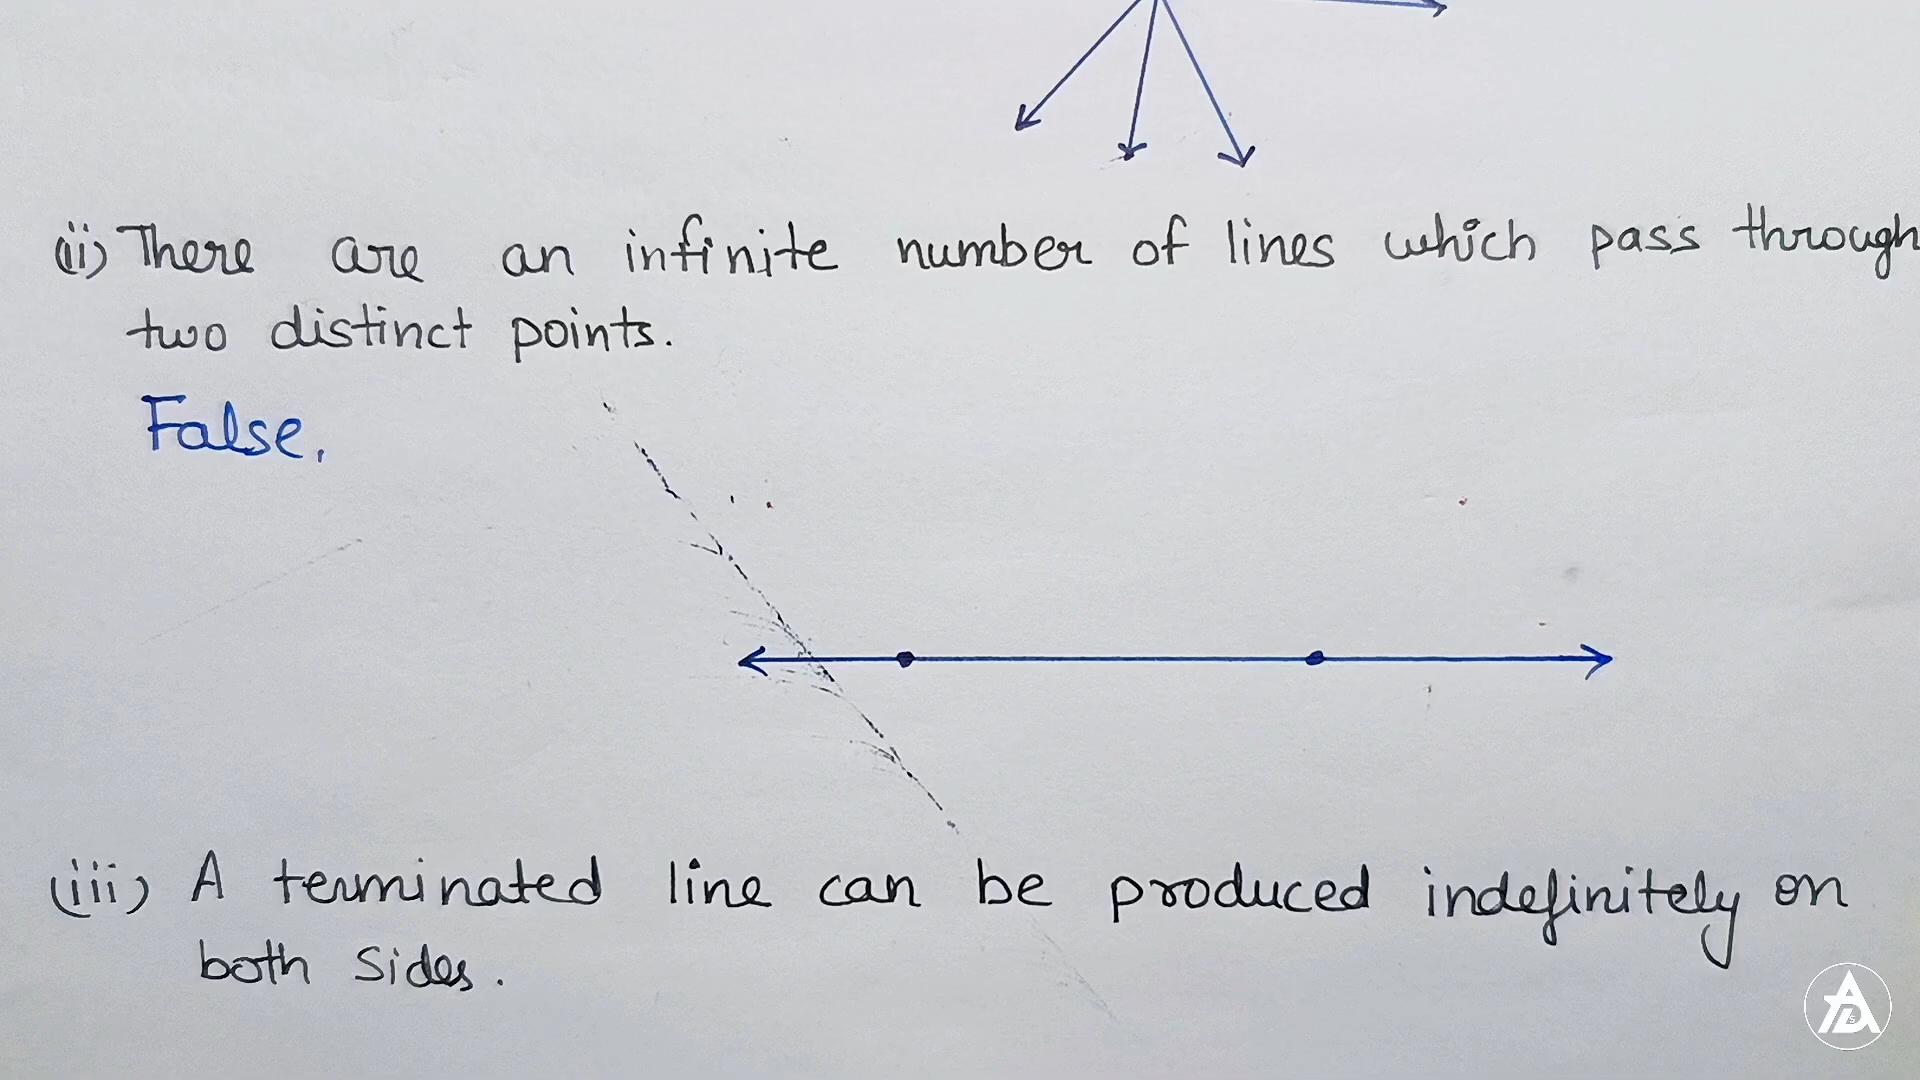 (ii) There are an infinite number of lines which pass through
two distinct points.
False.
(iii) A terminated line can be produced indefinitely on
both sides.